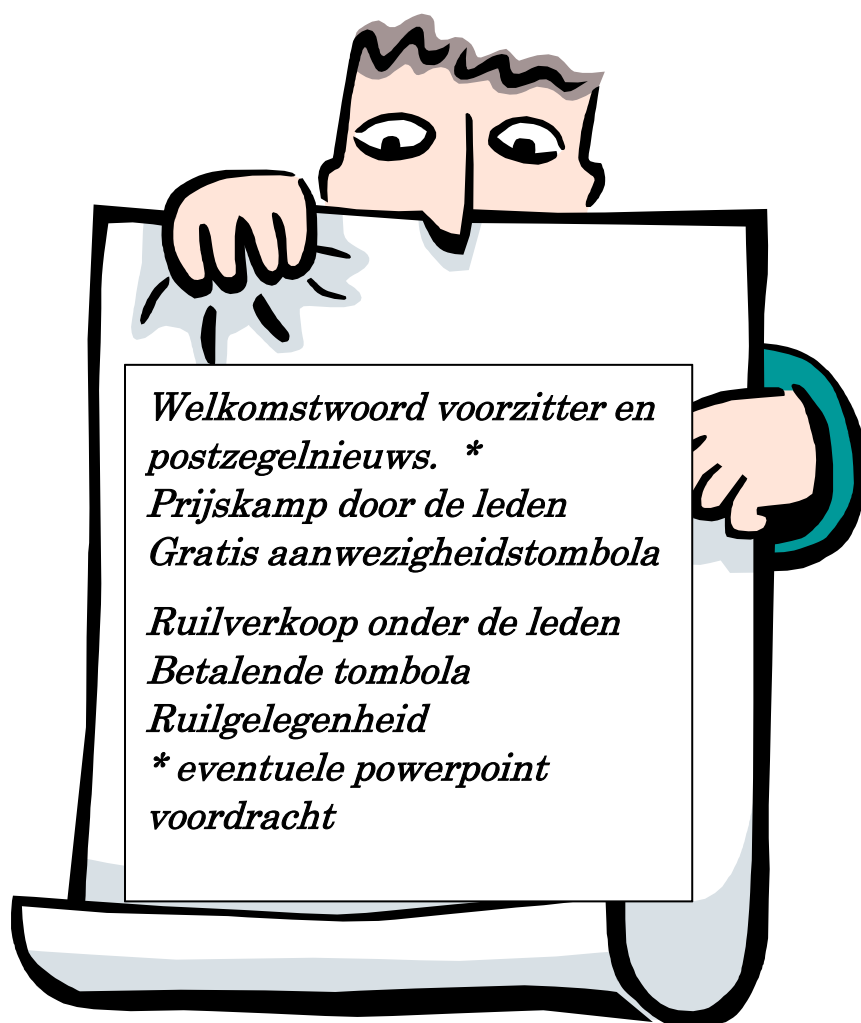 Welkomstwoord voorzitter en
postzegelnieuws. *
Prijskamp door de leden
Gratis aanwezigheidstombola
Ruilverkoop onder de leden
Betalende tombola
Ruilgelegenheid
* eventuele powerpoint
voordracht